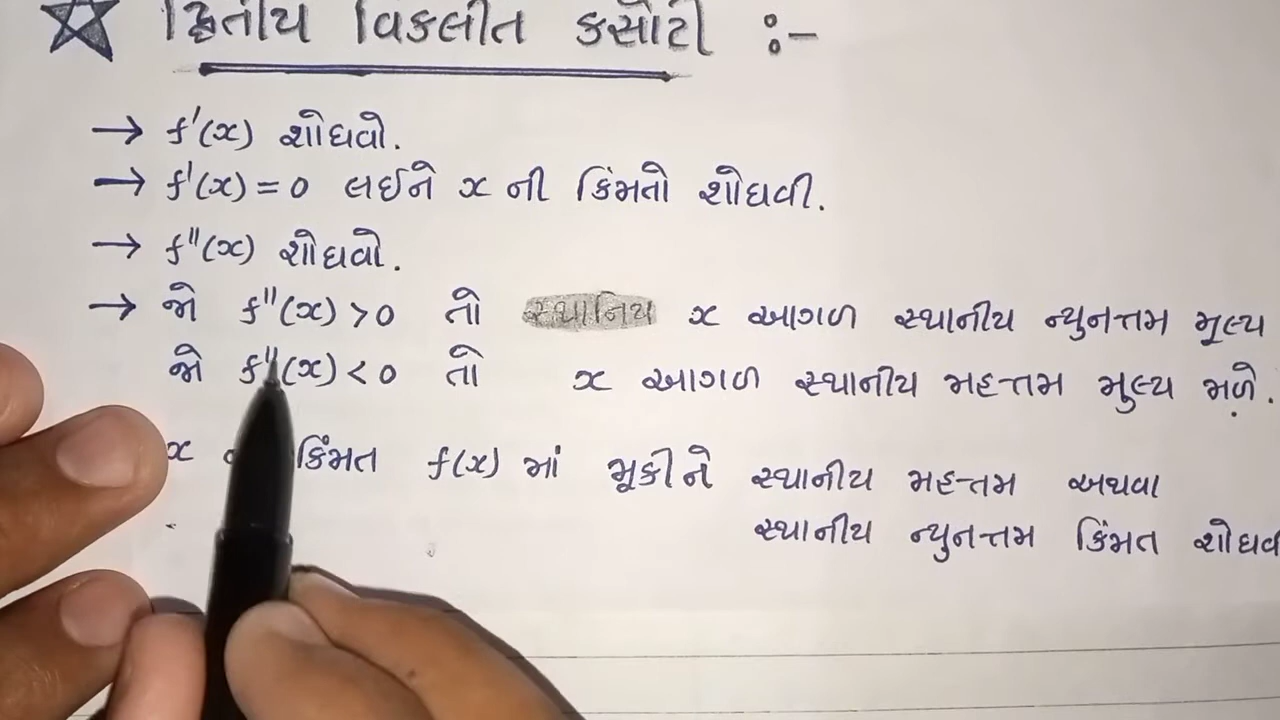 દ્વિતીય વિકલીત કસોટી :-
→ f'(x) શોધવો.
→ f'(x) = 0 લઈને x ની કિંમતો શોધવી.
→ f''(x) શોધવો.
→ જો f''(x) > 0 તો x આગળ સ્થાનીય ન્યુનત્તમ મૂલ્ય
જો f''(x) < 0 તો x આગળ સ્થાનીય મહત્તમ મુલ્ય મળે.
x કિંમત f(x) માં મૂકીને સ્થાનીય મહત્તમ અથવા
સ્થાનીય ન્યુનત્તમ કિંમત